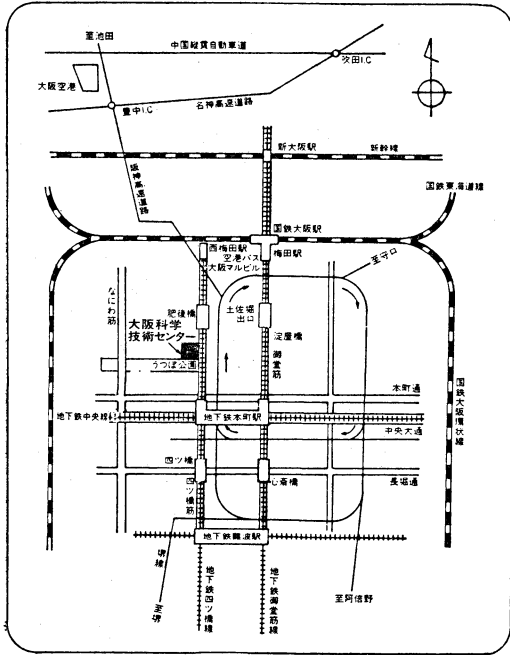 至池田
中国縦貫自動車道
吹田I.C
大阪空港
豊中I.C
名神高速道路
新大阪駅
新幹線
阪神高速道路
国鉄東海道線
国鉄大阪駅
西梅田駅
空港バス
大阪マルビル
梅田駅
至守口
なにわ筋
肥後橋
土佐堀
出口
淀屋橋
大阪科学
技術センター
うつぼ公園
御堂筋
本町通
国鉄大阪環状線
地下鉄中央線
地下鉄本町駅
中央大通
四ツ橋
心斎橋
長堀通
四ツ橋筋
地下鉄難波駅
堺線
至堺
地下鉄四ツ橋線
地下鉄御堂筋線
至阿倍野